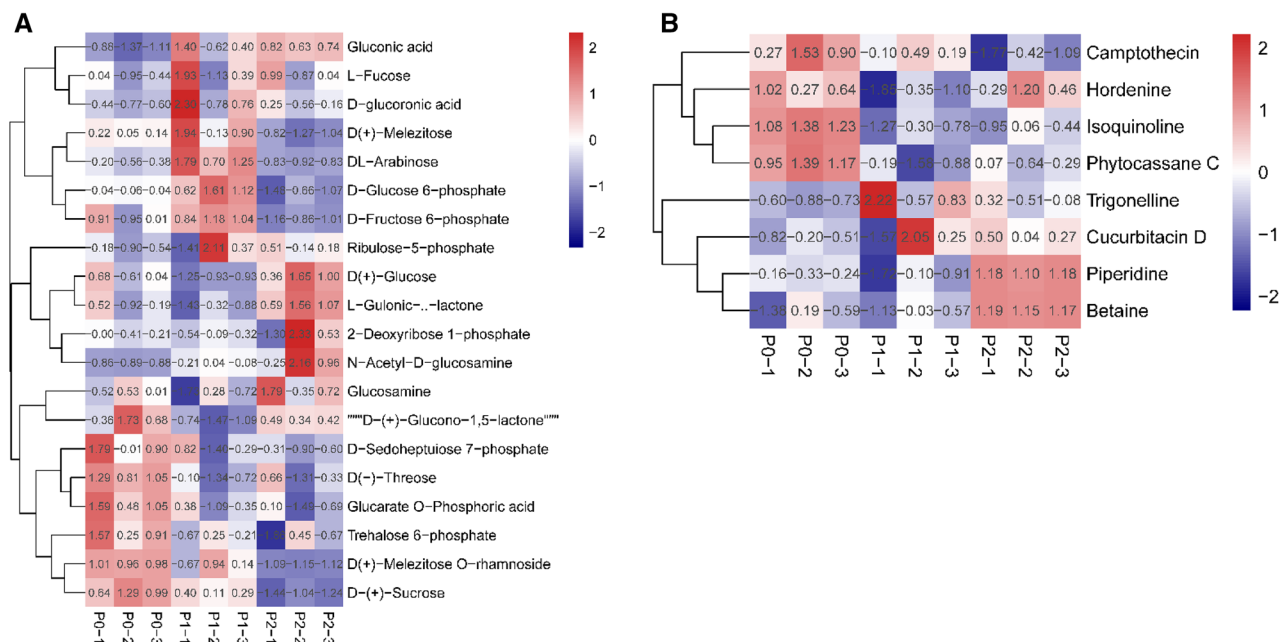 A
-0.88 -1.37 -1.11 1.40 -0.62 0.40 0.82 0.63 0.74 Gluconic acid
0.04 -0.95 -0.44 1.93 -1.13 0.39 0.99 -0.87 0.04 L-Fucose
-0.44 -0.77 -0.60 2.30 -0.78 0.76 0.25 -0.56 -0.16 D-glucoronic acid
0.22 0.05 0.14 1.94 -0.13 0.90 -0.82 -1.27 -1.04 D(+)-Melezitose
-0.20 -0.56 -0.38 1.79 0.70 1.25 -0.83 -0.92 -0.83 DL-Arabinose
-0.04 -0.06 -0.04 0.62 1.61 1.12 -0.66 -1.07 D-Glucose 6-phosphate
0.91 -0.95 0.01 0.84 1.18 1.04 -1.16 -0.86 -1.01 D-Fructose 6-phosphate
-0.18 -0.90 -0.54 -1.41 2.11 0.37 0.51 -0.14 0.18 Ribulose-5-phosphate
0.68 -0.61 0.04 -1.25 -0.93 -0.93 0.36 1.65 1.00 D(+)-Glucose
0.52 -0.92 -0.19 -1.43 -0.32 -0.88 0.59 1.56 1.07 L-Gulonic-..-lactone
-0.00 -0.41 -0.21 -0.54 -0.09 -0.32 -1.30 0.53 2-Deoxyribose 1-phosphate
-0.86 -0.89 -0.88 -0.21 0.04 -0.08 -0.25 2.16 0.96 N-Acetyl-D-glucosamine
-0.52 0.53 0.01 0.28 -0.72 1.79 -0.35 0.72 Glucosamine
-0.36 1.73 0.68 -0.74 -1.47 -1.09 0.49 0.34 0.42 """"D-(+)-Glucono-1,5-lactone""""
1.79 -0.01 0.90 0.82 -1.40 -0.29 -0.31 -0.90 -0.60 D-Sedoheptuiose 7-phosphate
1.29 0.81 1.05 -0.10 -1.34 -0.72 0.66 -1.31 -0.33 D(-)-Threose
1.59 0.46 1.05 0.38 -1.09 -0.35 0.10 -1.49 -0.69 Glucarate O-Phosphoric acid
1.57 0.25 0.91 -0.67 0.25 -0.21 0.45 -0.67 Trehalose 6-phosphate
1.01 0.96 0.98 -0.67 0.94 0.14 -1.09 -1.15 -1.12 D(+)-Melezitose O-rhamnoside
0.64 1.29 0.99 0.40 0.11 0.29 -1.44 -1.04 -1.24 D-(+)-Sucrose
P0-1 P0-2 P0-3 P1-1 P1-2 P1-3 P2-1 P2-2 P2-3
2
1
0
-1
-2
B
0.27 1.53 0.90 -0.10 0.49 0.19 -1.77 -0.42 -1.09 Camptothecin
1.02 0.27 0.64 -1.85 -0.35 -1.10 -0.29 1.20 0.46 Hordenine
1.08 1.38 1.23 -1.27 -0.30 -0.78 -0.95 0.06 -0.44 Isoquinoline
0.95 1.39 1.17 -0.19 -0.88 0.07 -0.64 -0.29 Phytocassane C
-0.60 -0.88 -0.73 2.22 -0.57 0.83 0.32 -0.51 -0.08 Trigonelline
-0.82 -0.20 -0.51 2.05 0.25 0.50 0.04 0.27 Cucurbitacin D
-0.16 -0.33 -0.24 -1.72 -0.10 -0.91 1.18 1.10 1.18 Piperidine
-1.38 0.19 -0.59 -1.13 -0.03 -0.57 1.19 1.15 1.17 Betaine
P0-1 P0-2 P0-3 P1-1 P1-2 P1-3 P2-1 P2-2 P2-3
2
1
0
-1
-2